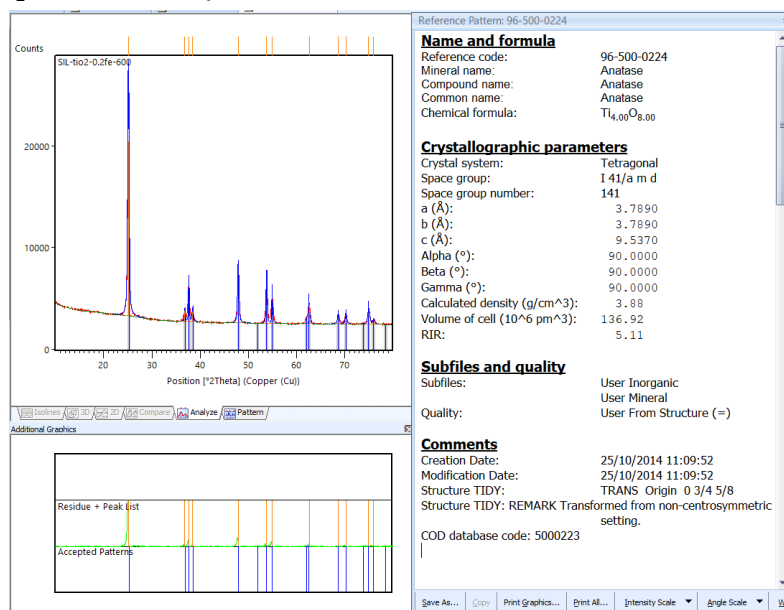 Counts
SIL-tio2-0.2fe-600
20000
10000
0
20 30 40 50 60 70
Position [°2Theta] (Copper (Cu))
Isolines 3D 2D Compare Analyze Pattern
Additional Graphics
Residue + Peak List
Accepted Patterns
Reference Pattern: 96-500-0224
Name and formula
Reference code: 96-500-0224
Mineral name: Anatase
Compound name: Anatase
Common name: Anatase
Chemical formula: Ti4.00O8.00
Crystallographic parameters
Crystal system: Tetragonal
Space group: I 41/a m d
Space group number: 141
a (Å): 3.7890
b (Å): 3.7890
c (Å): 9.5370
Alpha (°): 90.0000
Beta (°): 90.0000
Gamma (°): 90.0000
Calculated density (g/cm^3): 3.88
Volume of cell (10^6 pm^3): 136.92
RIR: 5.11
Subfiles and quality
Subfiles: User Inorganic
User Mineral
Quality: User From Structure (=)
Comments
Creation Date: 25/10/2014 11:09:52
Modification Date: 25/10/2014 11:09:52
Structure TIDY: TRANS Origin 0 3/4 5/8
Structure TIDY: REMARK Transformed from non-centrosymmetric
setting.
COD database code: 5000223
Save As... Copy Print Graphics... Print All... Intensity Scale Angle Scale